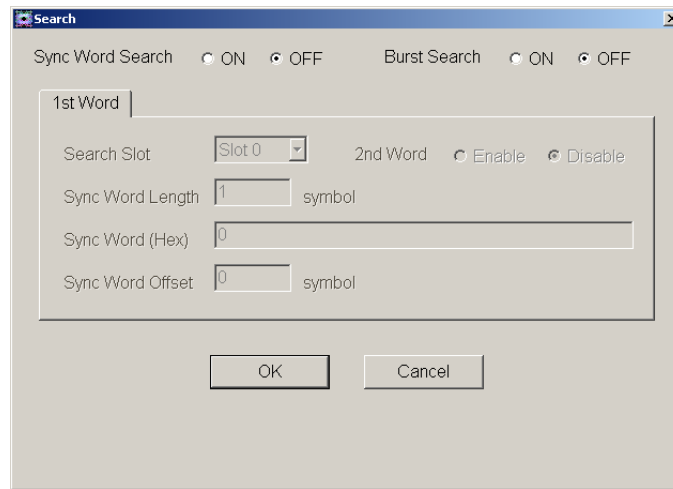 Search
Sync Word Search ON OFF Burst Search ON OFF
1st Word
Search Slot Slot 0 2nd Word Enable Disable
Sync Word Length 1 symbol
Sync Word (Hex) 0
Sync Word Offset 0 symbol
OK Cancel